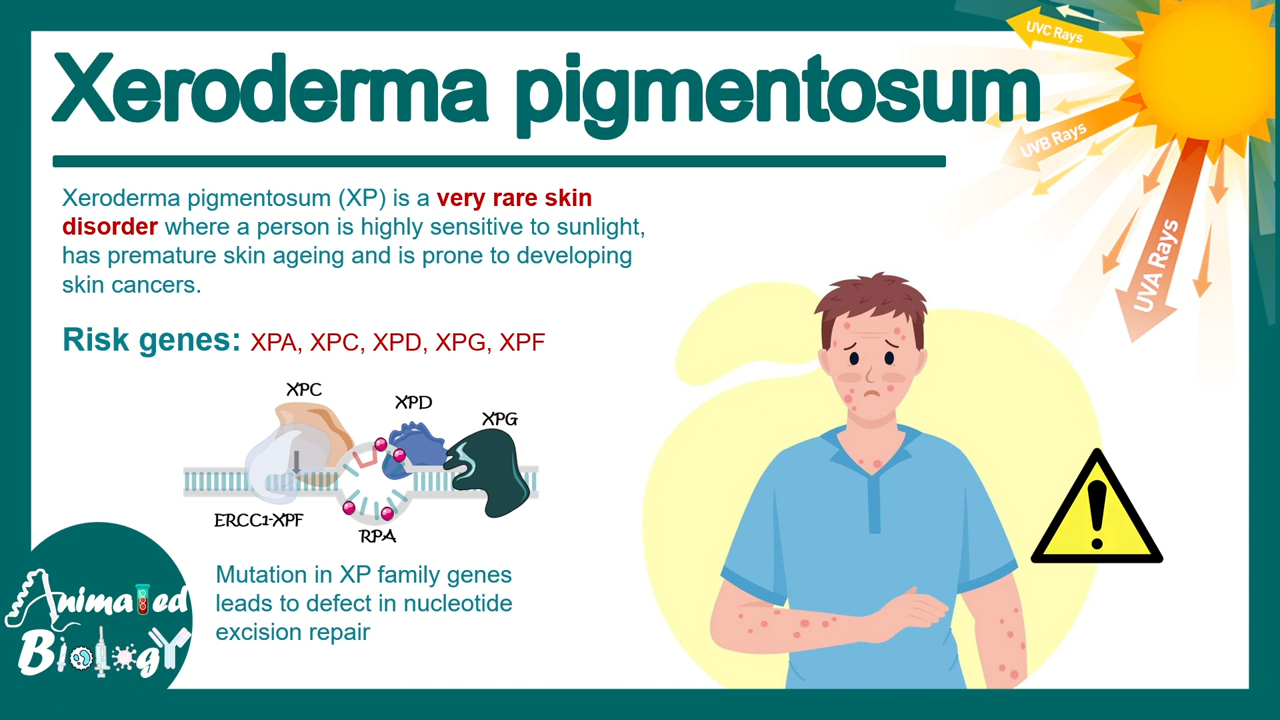 Xeroderma pigmentosum
UVC Rays
UVB Rays
UVA Rays
Xeroderma pigmentosum (XP) is a very rare skin
disorder where a person is highly sensitive to sunlight,
has premature skin ageing and is prone to developing
skin cancers.
Risk genes: XPA, XPC, XPD, XPG, XPF
XPC
XPD
XPG
ERCC1-XPF
RPA
Mutation in XP family genes
leads to defect in nucleotide
excision repair
Animated
Biology